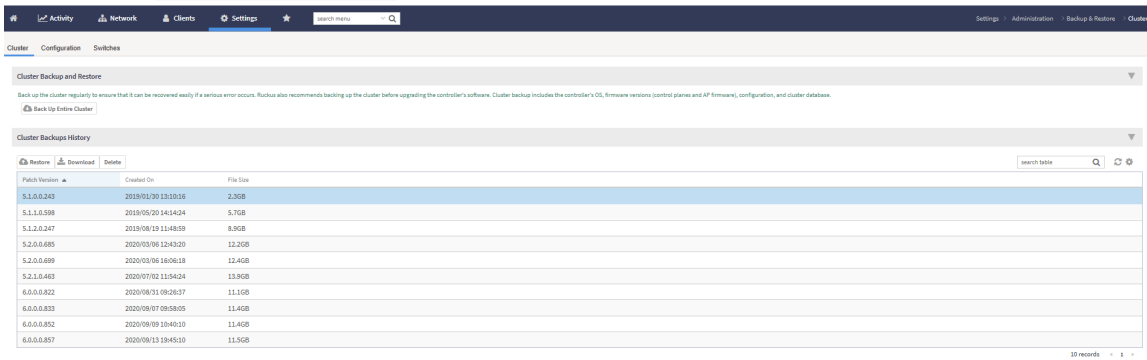 Activity Network Clients Settings search menu Settings > Administration > Backup & Restore > Cluster
Cluster Configuration Switches
Cluster Backup and Restore
Back up the cluster regularly to ensure that it can be recovered easily if a serious error occurs. Ruckus also recommends backing up the cluster before upgrading the controller's software. Cluster backup includes the controller's OS, firmware versions (control planes and AP firmware), configuration, and cluster database.
Back Up Entire Cluster
Cluster Backups History
Restore Download Delete search table
Patch Version Created On File Size
5.1.0.0.243 2019/01/30 13:10:16 2.3GB
5.1.1.0.598 2019/05/20 14:14:24 5.7GB
5.1.2.0.247 2019/08/19 11:48:59 8.9GB
5.2.0.0.685 2020/03/06 12:43:20 12.2GB
5.2.0.0.699 2020/03/06 16:06:18 12.4GB
5.2.1.0.463 2020/07/02 11:54:24 13.9GB
6.0.0.0.822 2020/08/31 09:26:37 11.1GB
6.0.0.0.833 2020/09/07 09:58:05 11.4GB
6.0.0.0.852 2020/09/09 10:40:10 11.4GB
6.0.0.0.857 2020/09/13 19:45:10 11.5GB
10 records < 1 >